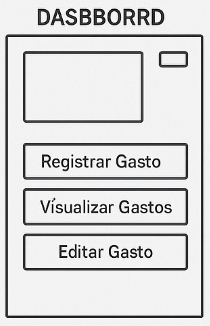 DASBBORRD
Registrar Gasto
Vísualizar Gastos
Editar Gasto